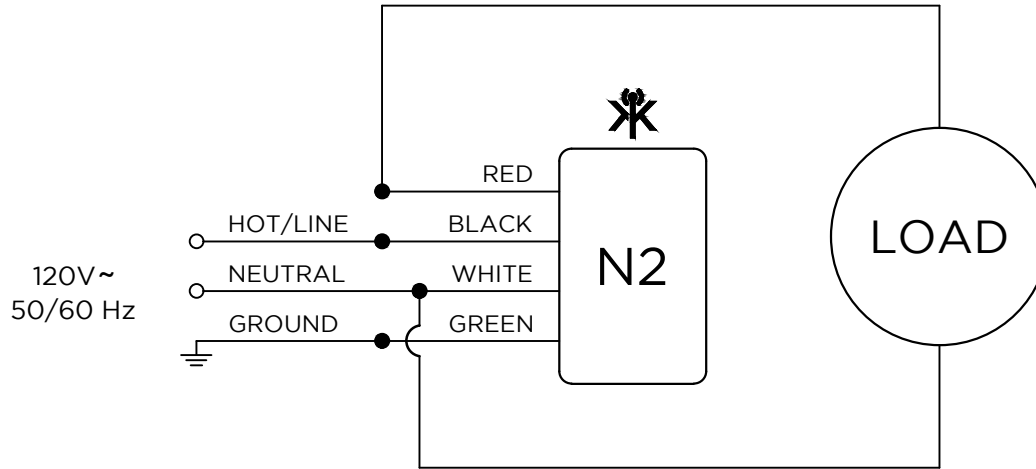 RED
HOT/LINE BLACK
120V~
50/60 Hz
NEUTRAL WHITE
GROUND GREEN
N2
LOAD